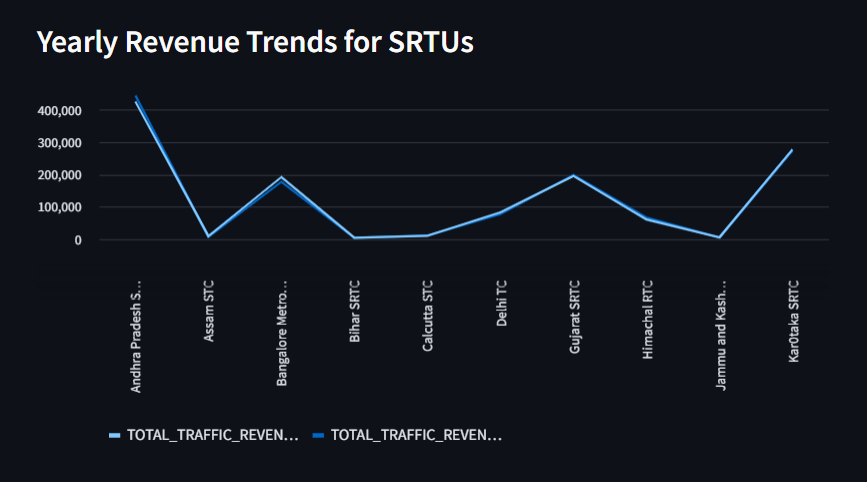 Yearly Revenue Trends for SRTUs
400,000
300,000
200,000
100,000
0
Andhra Pradesh S...
Assam STC
Bangalore Metro...
Bihar SRTC
Calcutta STC
Delhi TC
Gujarat SRTC
Himachal RTC
Jammu and Kash...
Kar0taka SRTC
TOTAL_TRAFFIC_REVEN... TOTAL_TRAFFIC_REVEN...